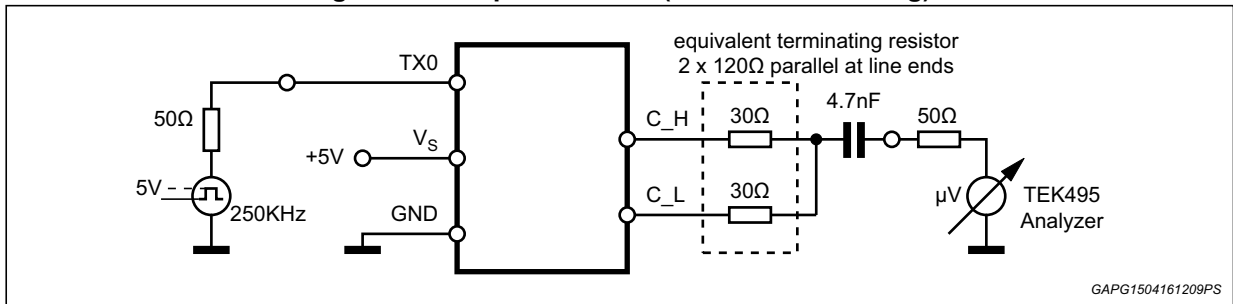 equivalent terminating resistor
2 x 120Ω parallel at line ends
TX0
50Ω
5V
250KHz
+5V
V_S
GND
C_H
30Ω
C_L
30Ω
4.7nF
50Ω
µV
TEK495
Analyzer
GAPG1504161209PS